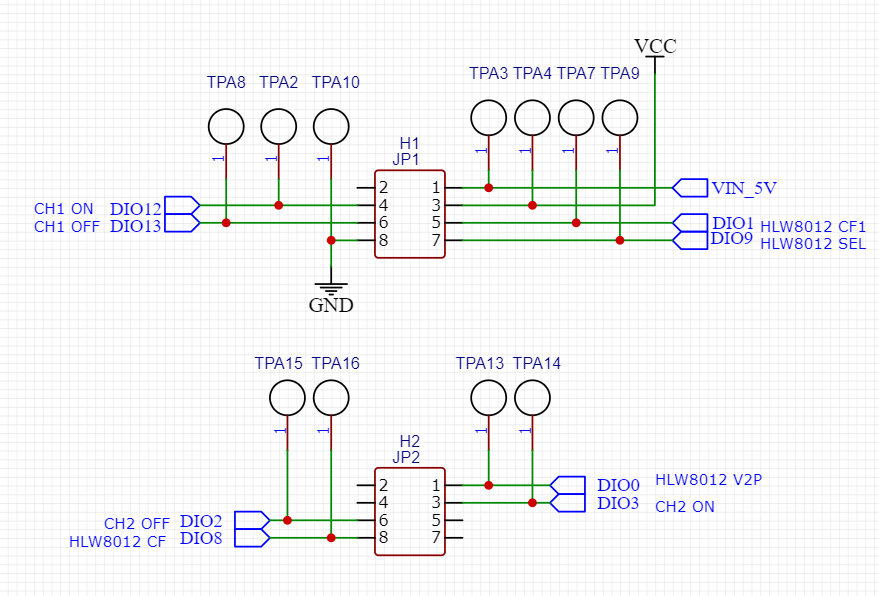 VCC
TPA8 TPA2 TPA10
TPA3 TPA4 TPA7 TPA9
1 1 1
1 1 1 1
H1
JP1
2 1 VIN_5V
CH1 ON DIO12 4 3
CH1 OFF DIO13 6 5 DIO1 HLW8012 CF1
8 7 DIO9 HLW8012 SEL
GND
TPA15 TPA16 TPA13 TPA14
1 1 1 1
H2
JP2
2 1 DIO0 HLW8012 V2P
4 3 DIO3 CH2 ON
CH2 OFF DIO2 6 5
HLW8012 CF DIO8 8 7